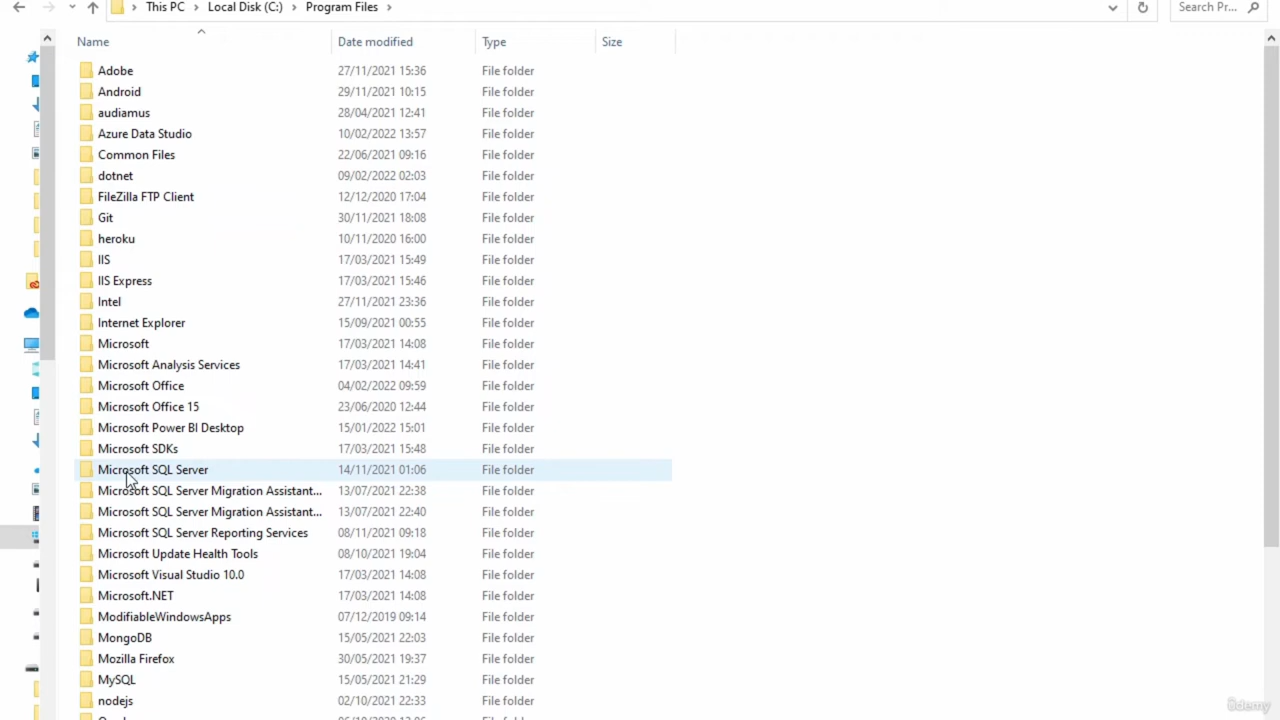 This PC > Local Disk (C:) > Program Files >
Search Pr...
Name Date modified Type Size
Adobe 27/11/2021 15:36 File folder
Android 29/11/2021 10:15 File folder
audiamus 28/04/2021 12:41 File folder
Azure Data Studio 10/02/2022 13:57 File folder
Common Files 22/06/2021 09:16 File folder
dotnet 09/02/2022 02:03 File folder
FileZilla FTP Client 12/12/2020 17:04 File folder
Git 30/11/2021 18:08 File folder
heroku 10/11/2020 16:00 File folder
IIS 17/03/2021 15:49 File folder
IIS Express 17/03/2021 15:46 File folder
Intel 27/11/2021 23:36 File folder
Internet Explorer 15/09/2021 00:55 File folder
Microsoft 17/03/2021 14:08 File folder
Microsoft Analysis Services 17/03/2021 14:41 File folder
Microsoft Office 04/02/2022 09:59 File folder
Microsoft Office 15 23/06/2020 12:44 File folder
Microsoft Power BI Desktop 15/01/2022 15:01 File folder
Microsoft SDKs 17/03/2021 15:48 File folder
Microsoft SQL Server 14/11/2021 01:06 File folder
Microsoft SQL Server Migration Assistant... 13/07/2021 22:38 File folder
Microsoft SQL Server Migration Assistant... 13/07/2021 22:40 File folder
Microsoft SQL Server Reporting Services 08/11/2021 09:18 File folder
Microsoft Update Health Tools 08/10/2021 19:04 File folder
Microsoft Visual Studio 10.0 17/03/2021 14:08 File folder
Microsoft.NET 17/03/2021 14:08 File folder
ModifiableWindowsApps 07/12/2019 09:14 File folder
MongoDB 15/05/2021 22:03 File folder
Mozilla Firefox 30/05/2021 19:37 File folder
MySQL 15/05/2021 21:29 File folder
nodejs 02/10/2021 22:33 File folder
Udemy